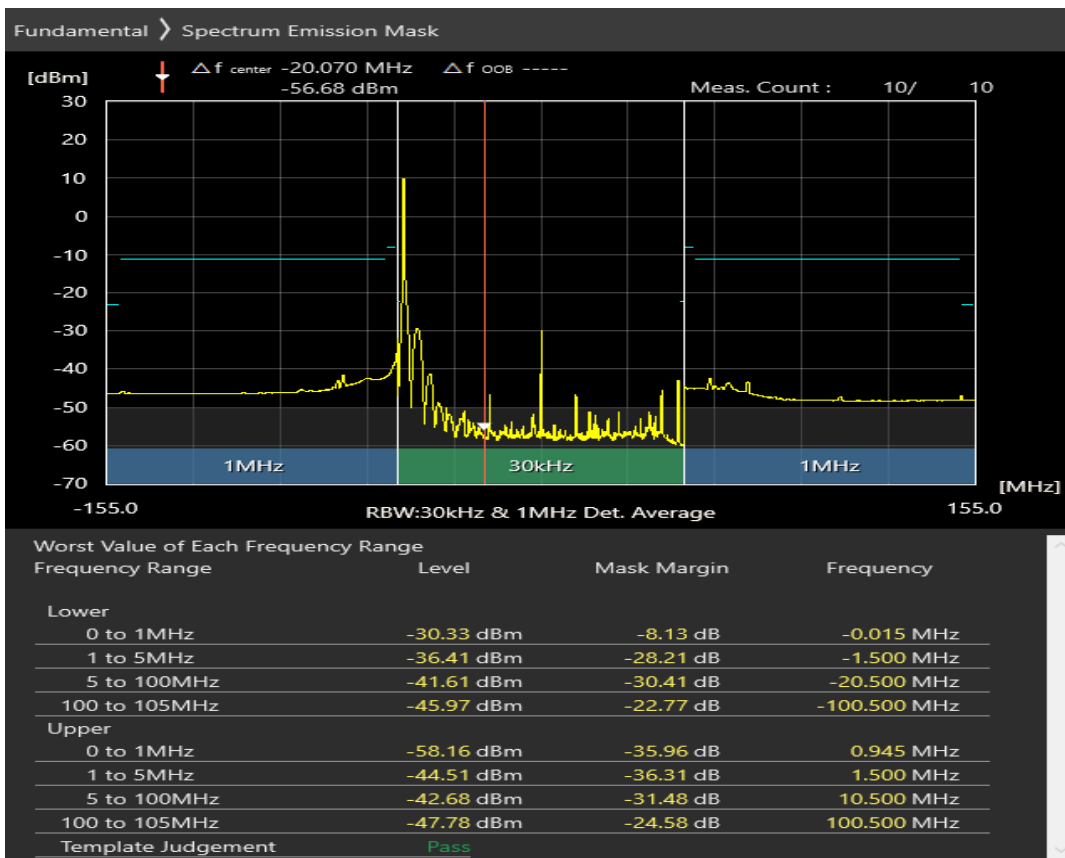 Fundamental 〉 Spectrum Emission Mask
[dBm] △f center -20.070 MHz △f OOB -----
-56.68 dBm Meas. Count : 10/ 10
30
20
10
0
-10
-20
-30
-40
-50
-60
1MHz 30kHz 1MHz
-70 [MHz]
-155.0 RBW:30kHz & 1MHz Det. Average 155.0
Worst Value of Each Frequency Range
Frequency Range Level Mask Margin Frequency
Lower
0 to 1MHz -30.33 dBm -8.13 dB -0.015 MHz
1 to 5MHz -36.41 dBm -28.21 dB -1.500 MHz
5 to 100MHz -41.61 dBm -30.41 dB -20.500 MHz
100 to 105MHz -45.97 dBm -22.77 dB -100.500 MHz
Upper
0 to 1MHz -58.16 dBm -35.96 dB 0.945 MHz
1 to 5MHz -44.51 dBm -36.31 dB 1.500 MHz
5 to 100MHz -42.68 dBm -31.48 dB 10.500 MHz
100 to 105MHz -47.78 dBm -24.58 dB 100.500 MHz
Template Judgement Pass